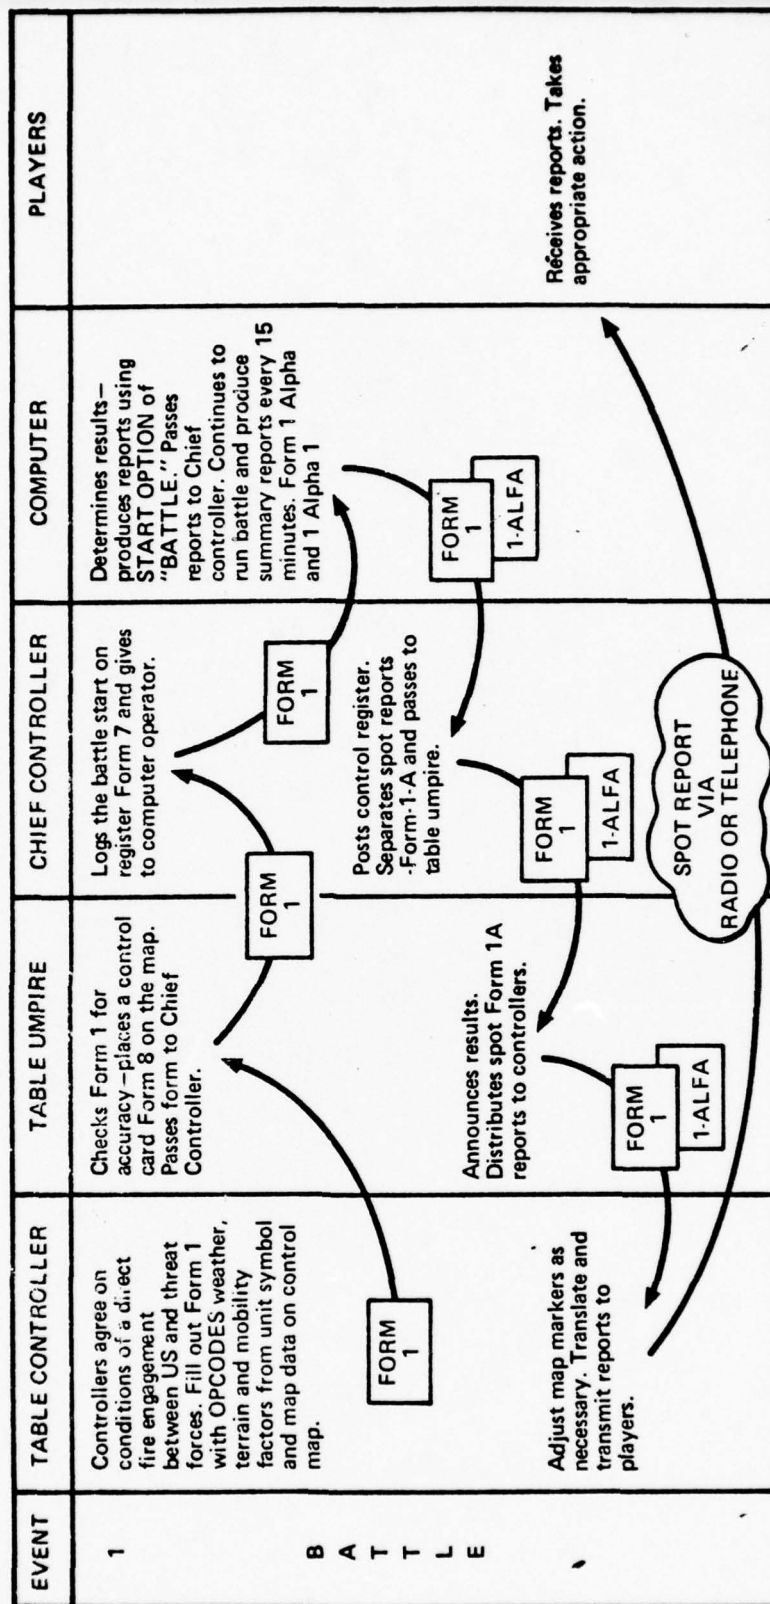 EVENT
TABLE CONTROLLER
TABLE UMPIRE
CHIEF CONTROLLER
COMPUTER
PLAYERS
1
B
A
T
T
L
E
Controllers agree on
conditions of a direct
fire engagement
between US and threat
forces. Fill out Form 1
with OPCODES weather,
terrain and mobility
factors from unit symbol
and map data on control
map.
FORM
1
Checks Form 1 for
accuracy–places a control
card Form 8 on the map.
Passes form to Chief
Controller.
FORM
1
Logs the battle start on
register Form 7 and gives
to computer operator.
FORM
1
Determines results–
produces reports using
START OPTION of
"BATTLE." Passes
reports to Chief
controller. Continues to
run battle and produce
summary reports every 15
minutes. Form 1 Alpha
and 1 Alpha 1
FORM
1
1-ALFA
Posts control register.
Separates spot reports
-Form-1-A and passes to
table umpire.
FORM
1
1-ALFA
Announces results.
Distributes spot Form 1A
reports to controllers.
FORM
1
1-ALFA
Adjust map markers as
necessary. Translate and
transmit reports to
players.
SPOT REPORT
VIA
RADIO OR TELEPHONE
Receives reports. Takes
appropriate action.